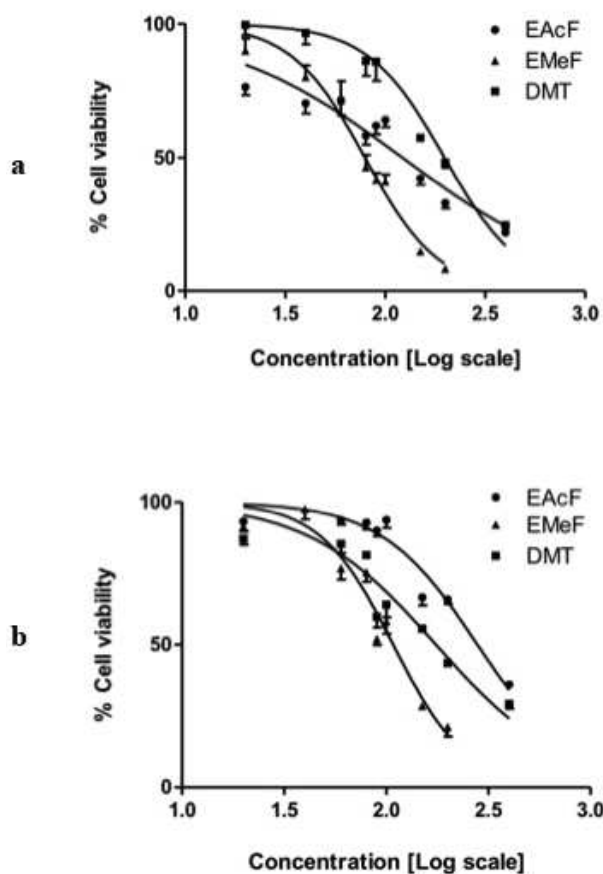 a
% Cell viability
100
50
0
1.0
1.5
2.0
2.5
3.0
Concentration [Log scale]
EAcF
EMeF
DMT
b
% Cell viability
100
50
0
1.0
1.5
2.0
2.5
3.0
Concentration [Log scale]
EAcF
EMeF
DMT